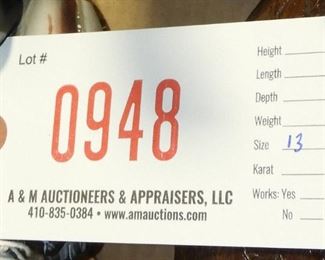 Lot #
0948
A & M AUCTIONEERS & APPRAISERS, LLC
410-835-0384 • www.amauctions.com
Height
Length
Depth
Weight
Size 13
Karat
Works: Yes
No